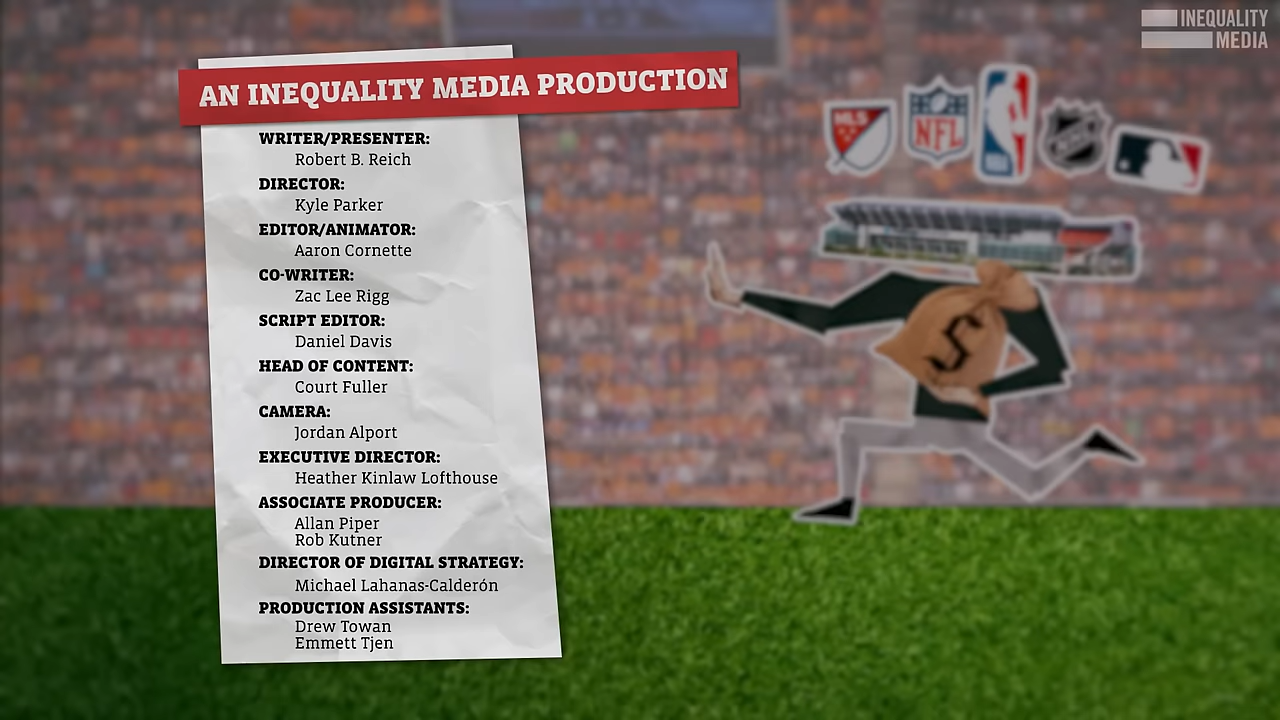 INEQUALITY
MEDIA
AN INEQUALITY MEDIA PRODUCTION
WRITER/PRESENTER:
Robert B. Reich
DIRECTOR:
Kyle Parker
EDITOR/ANIMATOR:
Aaron Cornette
CO-WRITER:
Zac Lee Rigg
SCRIPT EDITOR:
Daniel Davis
HEAD OF CONTENT:
Court Fuller
CAMERA:
Jordan Alport
EXECUTIVE DIRECTOR:
Heather Kinlaw Lofthouse
ASSOCIATE PRODUCER:
Allan Piper
Rob Kutner
DIRECTOR OF DIGITAL STRATEGY:
Michael Lahanas-Calderón
PRODUCTION ASSISTANTS:
Drew Towan
Emmett Tjen
MLS
NFL
S